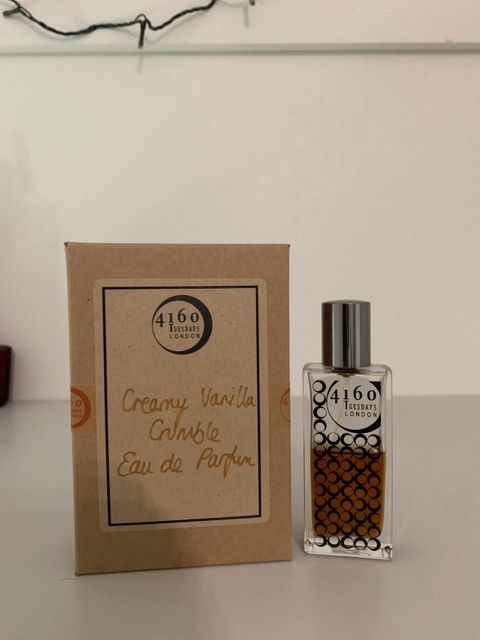 4160
TUESDAYS
LONDON
Creamy Vanilla
Crumble
Eau de Parfum
4160
TUESDAYS
LONDON